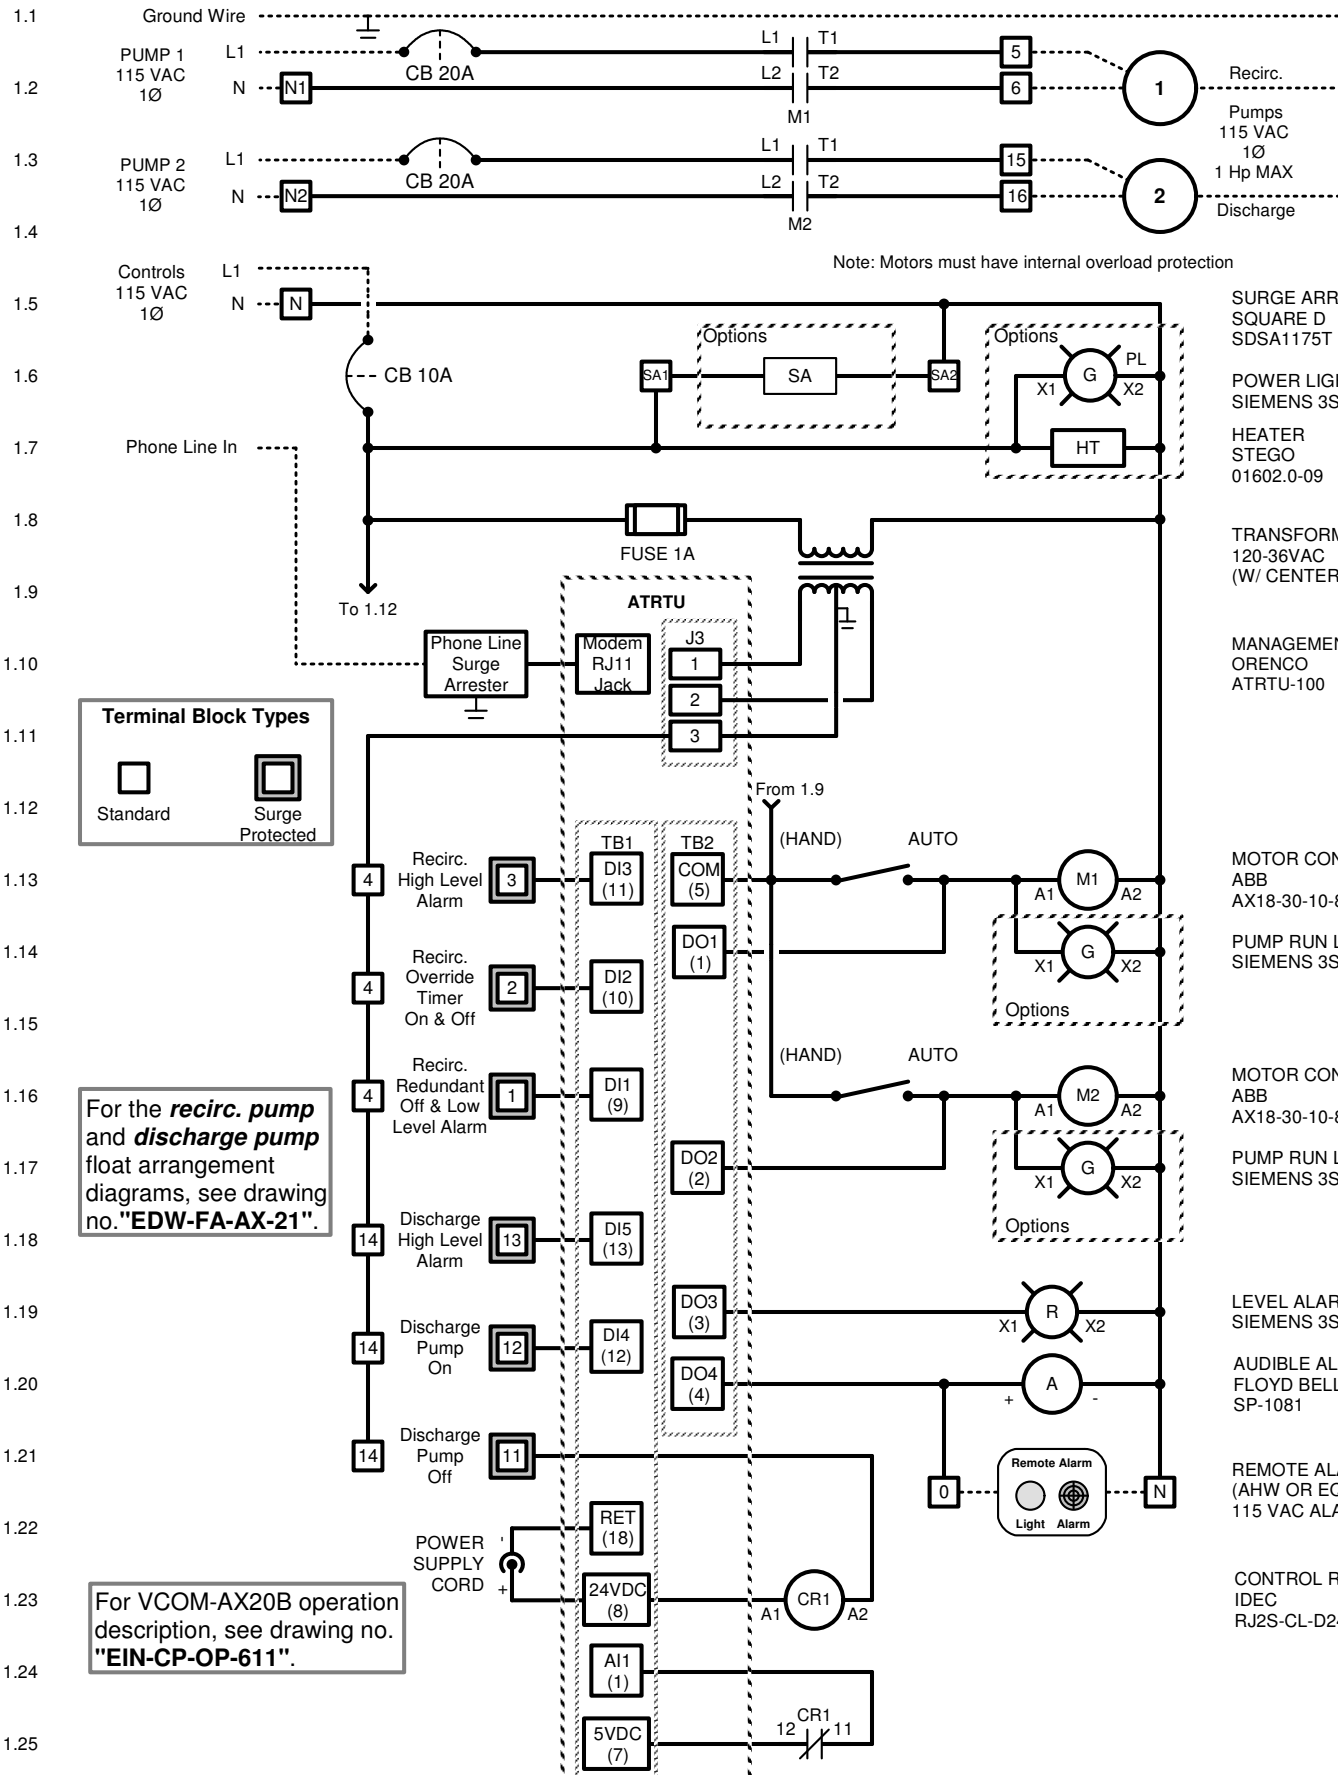 1.1
Ground Wire
PUMP 1
115 VAC
1Ø
L1
N
N1
CB 20A
L1
T1
L2
T2
M1
5
6
1
Recirc.
1.2
Pumps
115 VAC
1Ø
1 Hp MAX
1.3
PUMP 2
115 VAC
1Ø
L1
N
N2
CB 20A
L1
T1
L2
T2
M2
15
16
2
Discharge
1.4
Note: Motors must have internal overload protection
Controls
115 VAC
1Ø
L1
N
N
1.5
SURGE ARR
SQUARE D
SDSA1175T
1.6
CB 10A
Options
SA1
SA
SA2
Options
G
PL
X1
X2
POWER LIG
SIEMENS 3S
1.7
Phone Line In
HT
HEATER
STEGO
01602.0-09
1.8
FUSE 1A
TRANSFORM
120-36VAC
(W/ CENTER
1.9
To 1.12
ATRTU
1.10
Phone Line
Surge
Arrester
Modem
RJ11
Jack
J3
1
2
3
MANAGEMEN
ORENCO
ATRTU-100
1.11
Terminal Block Types
Standard
Surge
Protected
1.12
From 1.9
(HAND)
AUTO
TB1
TB2
1.13
4
Recirc.
High Level
Alarm
3
DI3
(11)
COM
(5)
A1
M1
A2
MOTOR CON
ABB
AX18-30-10-8
1.14
DO1
(1)
X1
G
X2
Options
PUMP RUN L
SIEMENS 3S
4
Recirc.
Override
Timer
On & Off
2
DI2
(10)
1.15
(HAND)
AUTO
1.16
4
Recirc.
Redundant
Off & Low
Level Alarm
1
DI1
(9)
A1
M2
A2
MOTOR CON
ABB
AX18-30-10-8
For the recirc. pump
and discharge pump
float arrangement
diagrams, see drawing
no."EDW-FA-AX-21".
1.17
DO2
(2)
X1
G
X2
Options
PUMP RUN L
SIEMENS 3S
1.18
14
Discharge
High Level
Alarm
13
DI5
(13)
1.19
DO3
(3)
X1
R
X2
LEVEL ALAR
SIEMENS 3S
14
Discharge
Pump
On
12
DI4
(12)
1.20
DO4
(4)
+
A
-
AUDIBLE AL
FLOYD BELL
SP-1081
1.21
14
Discharge
Pump
Off
11
0
Remote Alarm
Light
Alarm
N
REMOTE ALA
(AHW OR EQ
115 VAC ALA
1.22
RET
(18)
POWER
SUPPLY
CORD
-
+
1.23
24VDC
(8)
A1
CR1
A2
CONTROL R
IDEC
RJ2S-CL-D24
For VCOM-AX20B operation
description, see drawing no.
"EIN-CP-OP-611".
1.24
AI1
(1)
1.25
5VDC
(7)
CR1
12
11